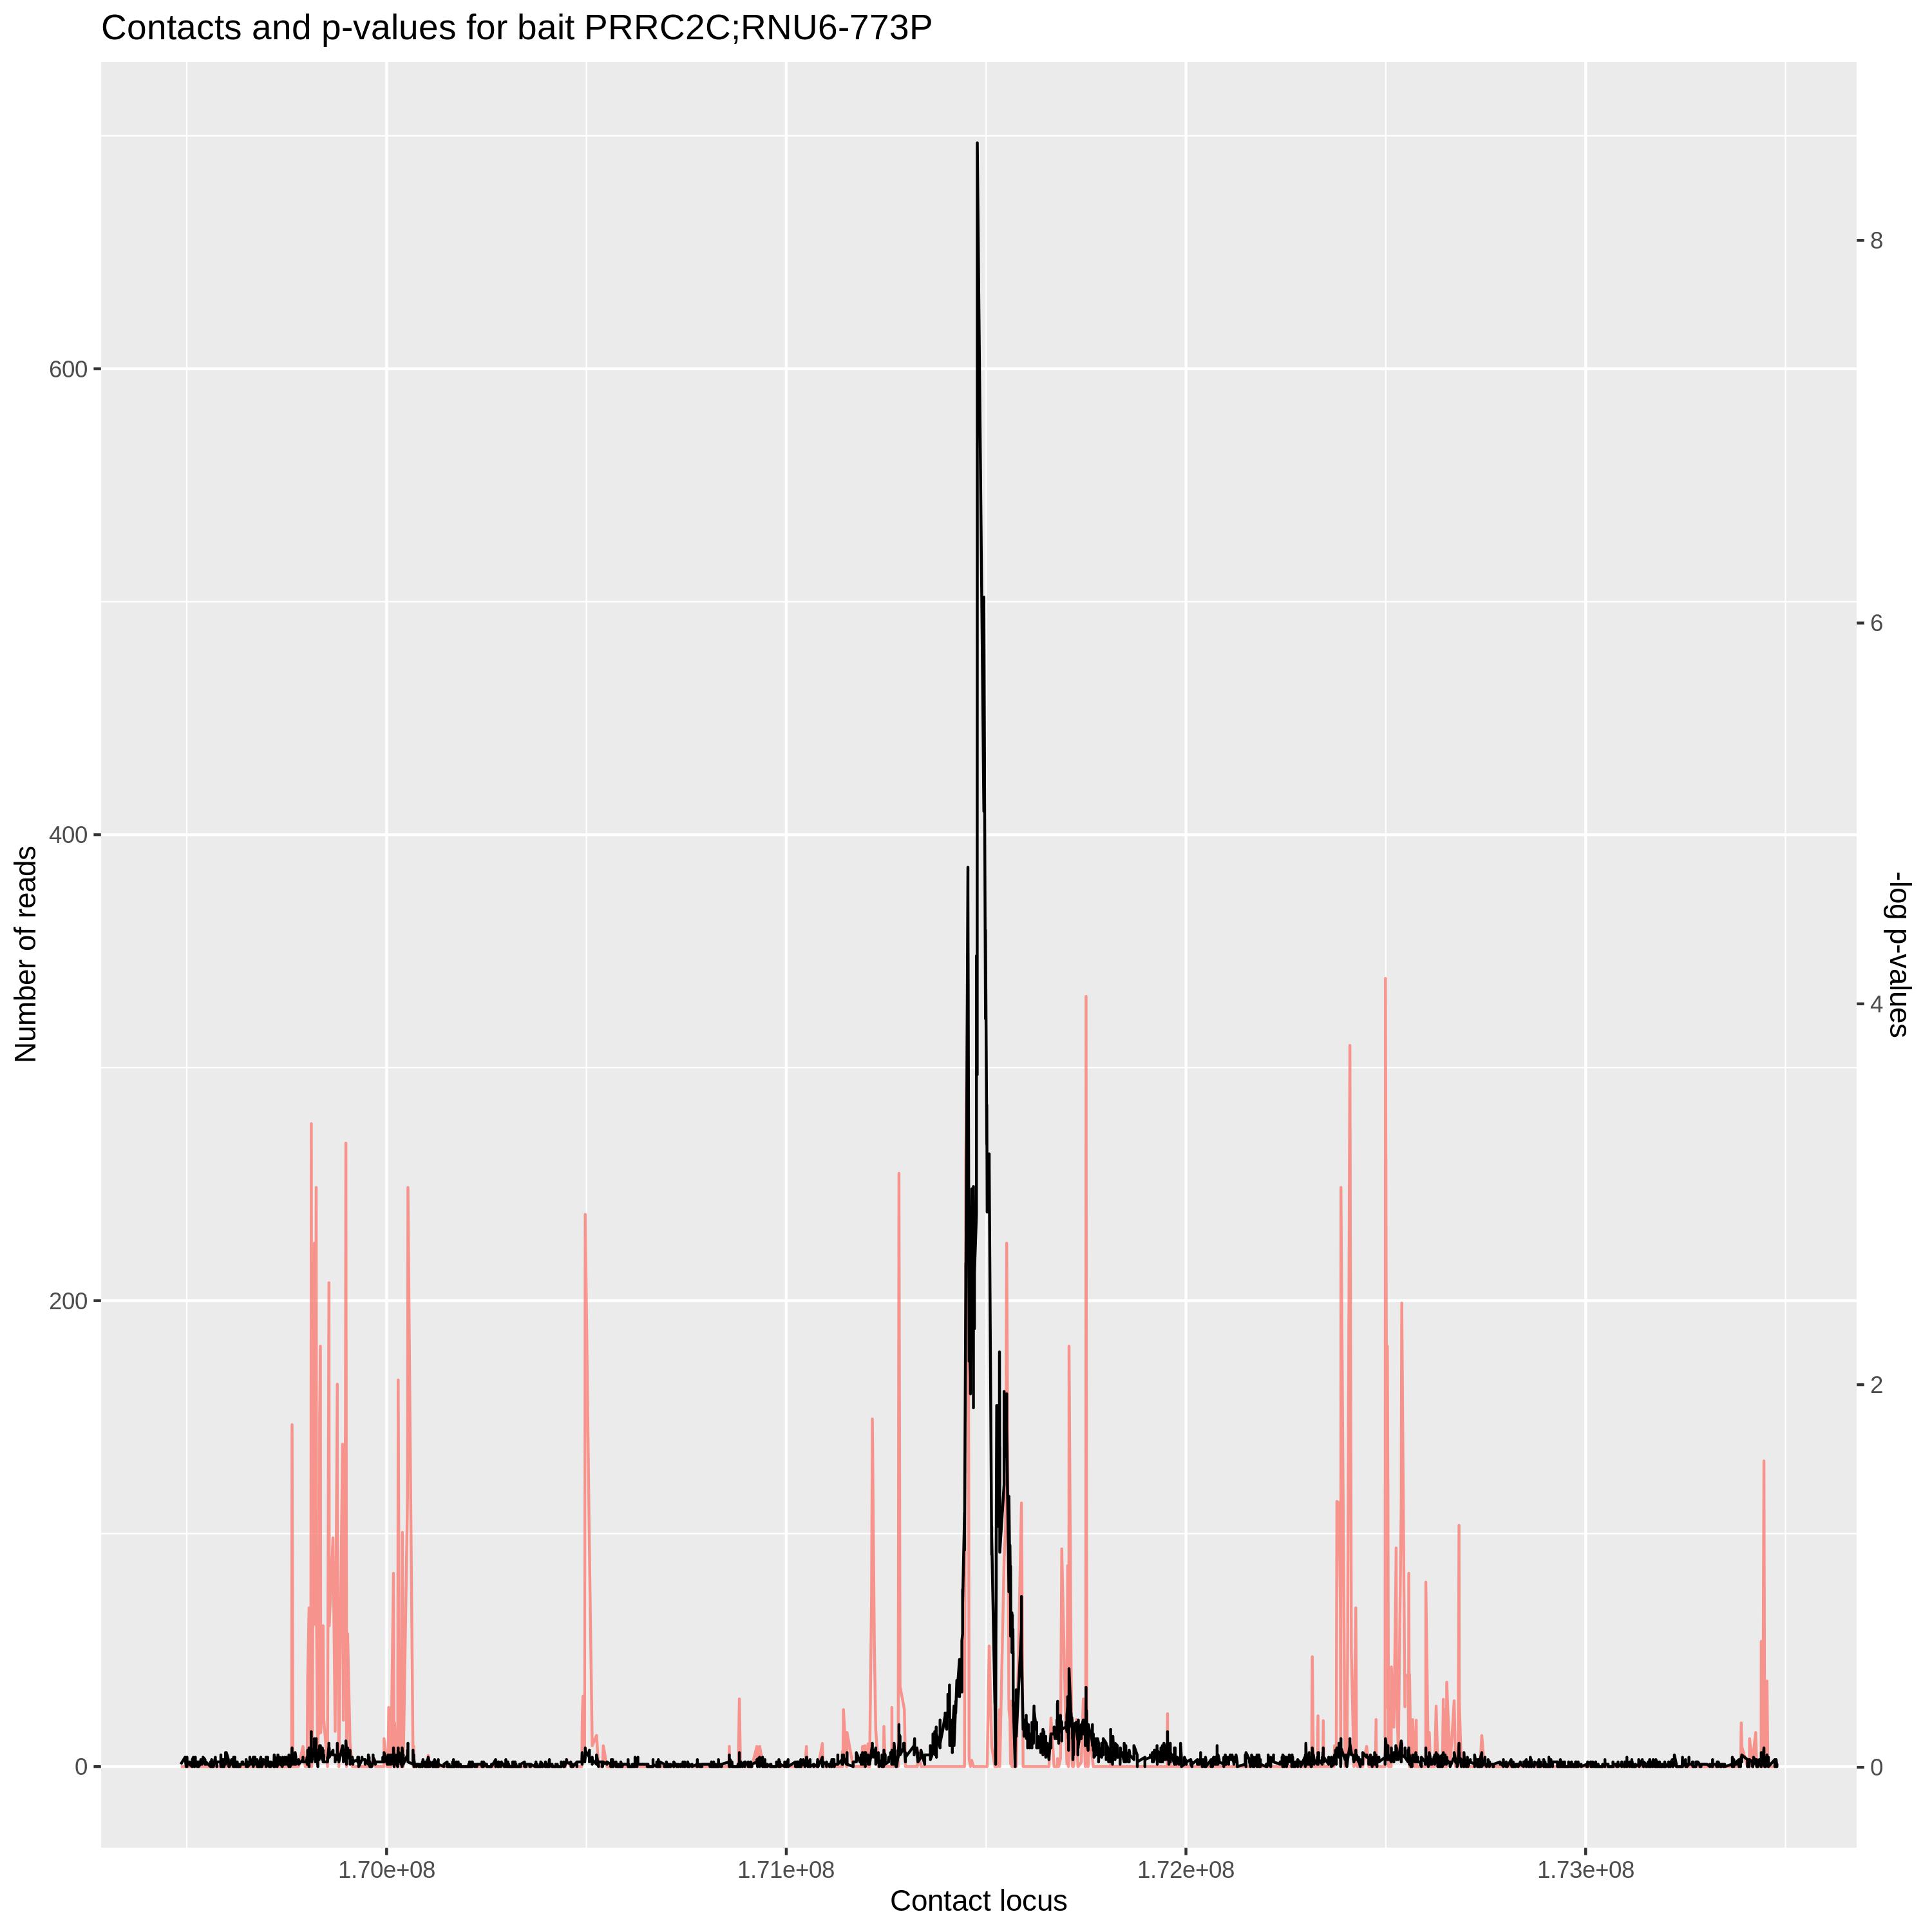 Contacts and p-values for bait PRRC2C;RNU6-773P
Number of reads
600
400
200
0
8
6
4
2
0
-log p-values
1.70e+08
1.71e+08
1.72e+08
1.73e+08
Contact locus